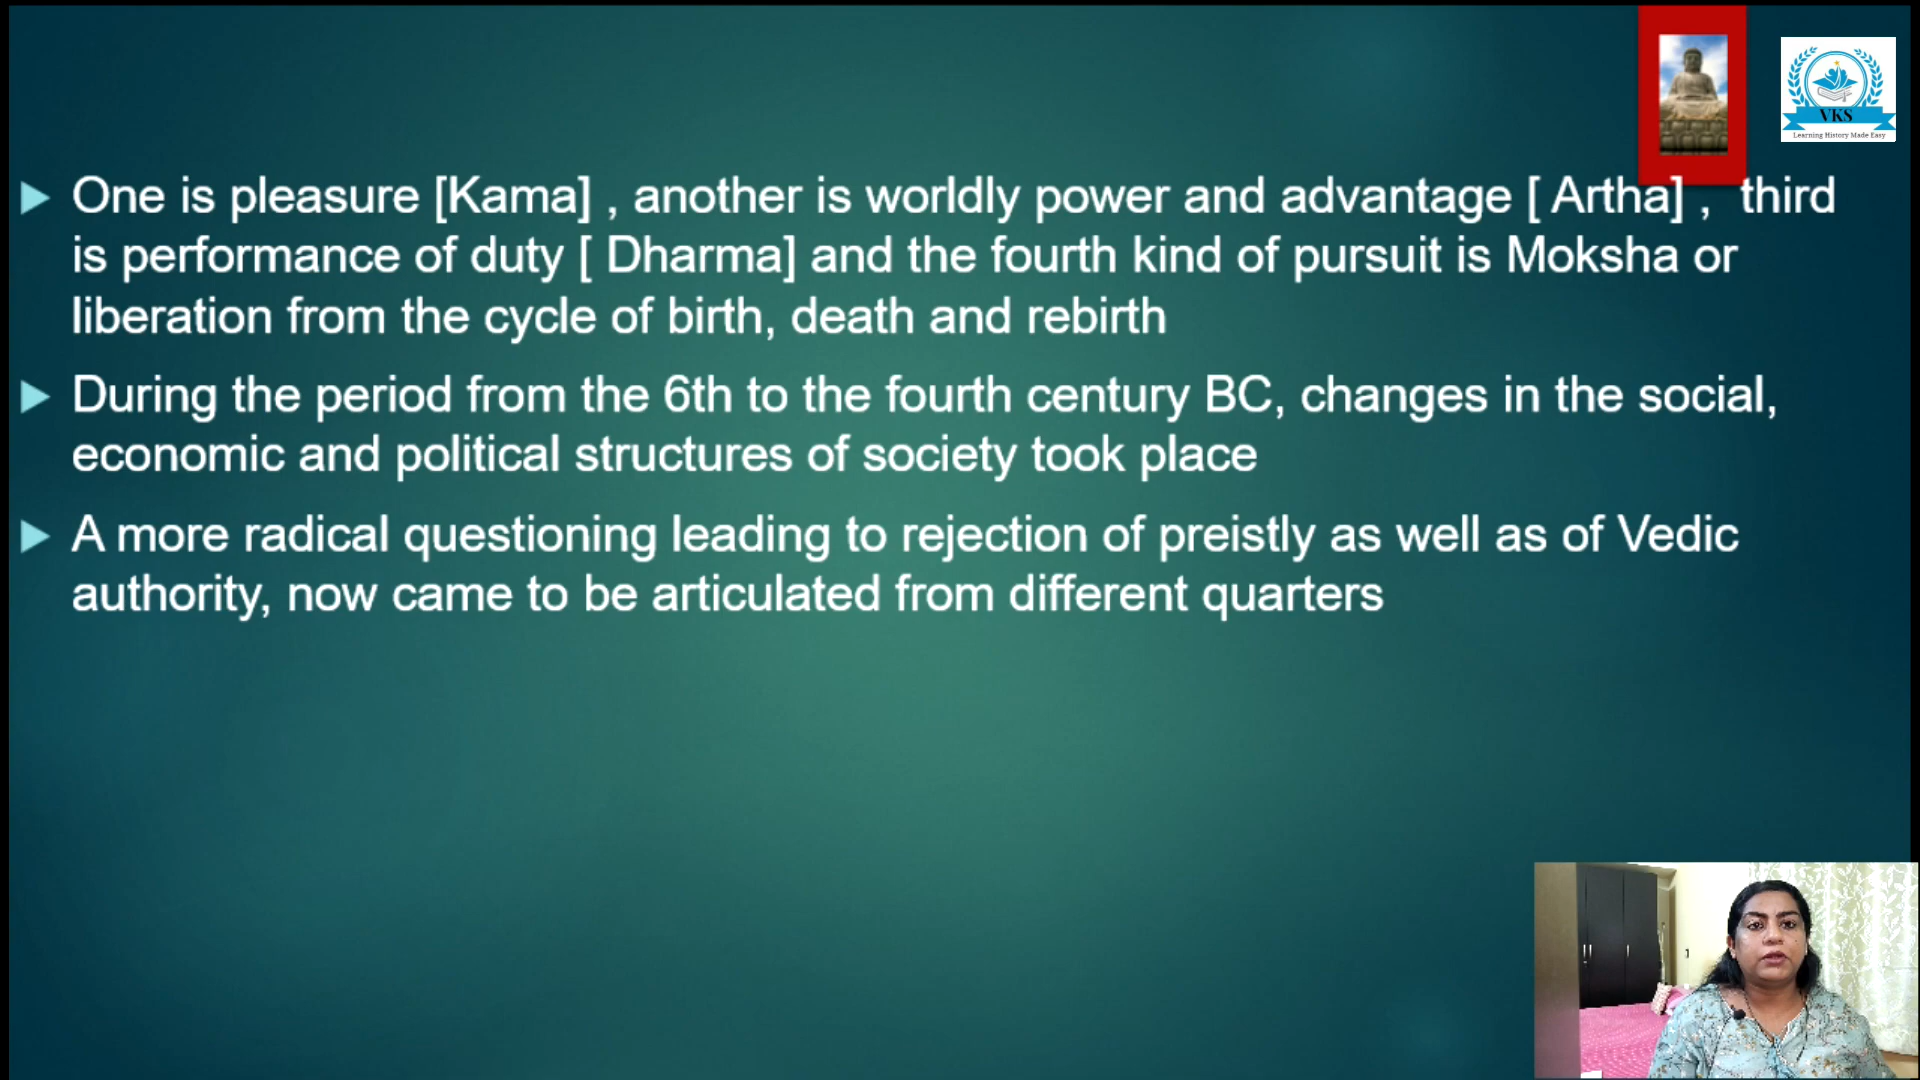 VKS
Learning History Made Easy
One is pleasure [Kama] , another is worldly power and advantage [ Artha] , third
is performance of duty [ Dharma] and the fourth kind of pursuit is Moksha or
liberation from the cycle of birth, death and rebirth
During the period from the 6th to the fourth century BC, changes in the social,
economic and political structures of society took place
A more radical questioning leading to rejection of preistly as well as of Vedic
authority, now came to be articulated from different quarters